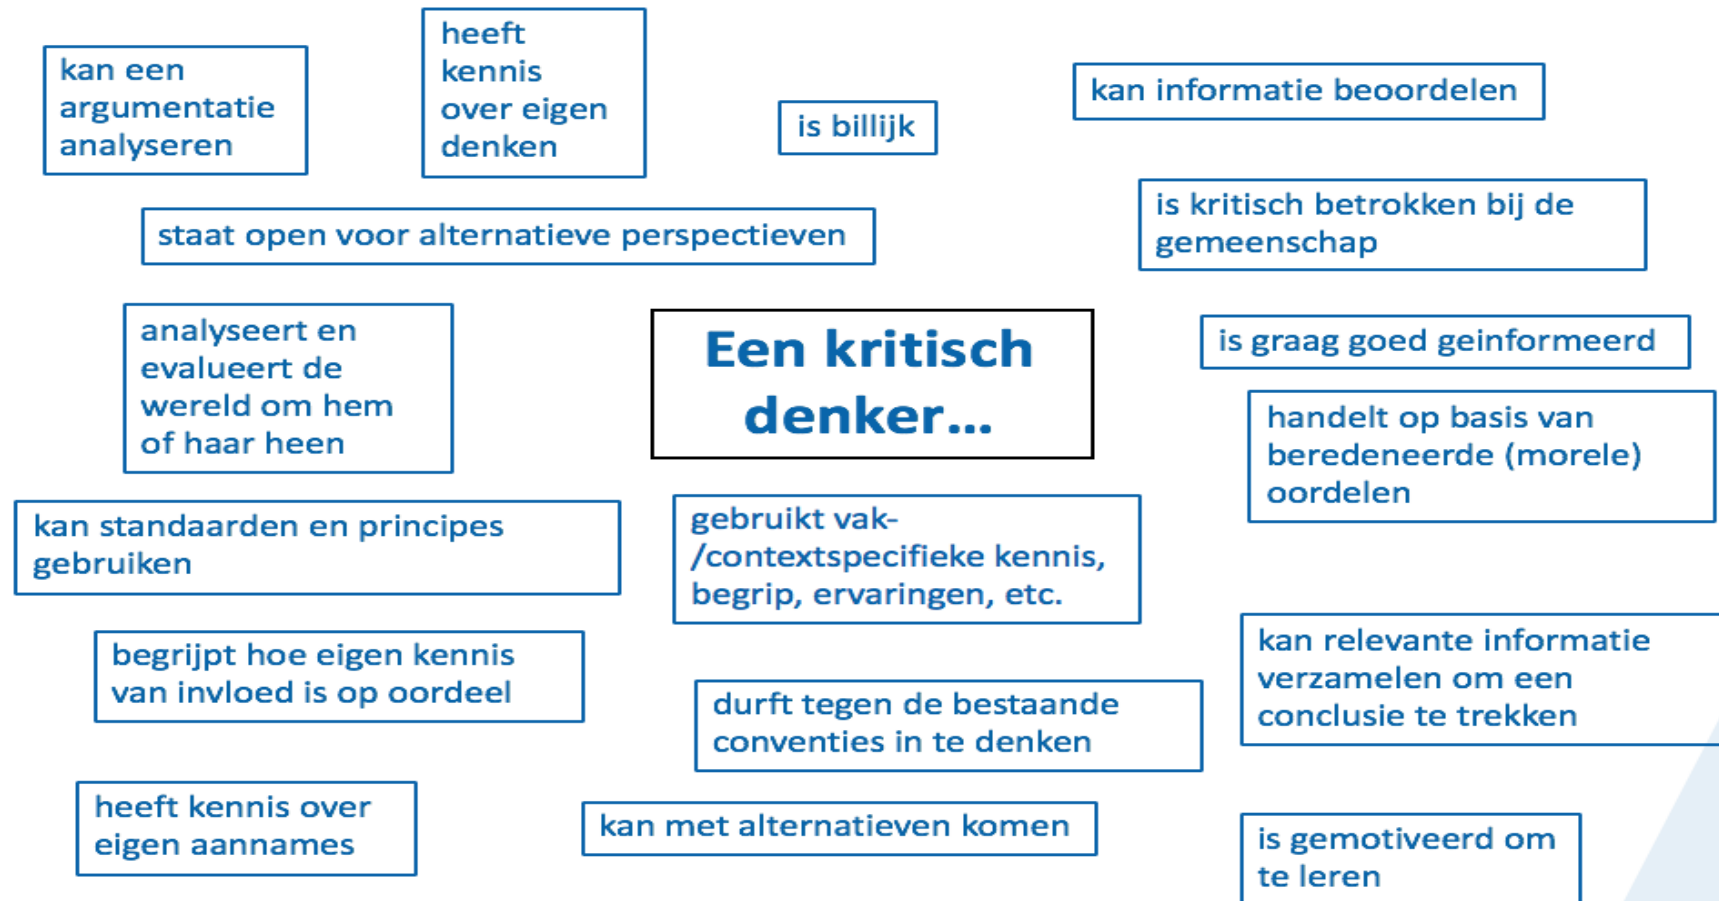 kan een
argumentatie
analyseren
heeft
kennis
over eigen
denken
is billijk
kan informatie beoordelen
staat open voor alternatieve perspectieven
is kritisch betrokken bij de
gemeenschap
analyseert en
evalueert de
wereld om hem
of haar heen
Een kritisch
denker...
is graag goed geinformeerd
handelt op basis van
beredeneerde (morele)
oordelen
kan standaarden en principes
gebruiken
gebruikt vak-
/contextspecifieke kennis,
begrip, ervaringen, etc.
begrijpt hoe eigen kennis
van invloed is op oordeel
durft tegen de bestaande
conventies in te denken
kan relevante informatie
verzamelen om een
conclusie te trekken
heeft kennis over
eigen aannames
kan met alternatieven komen
is gemotiveerd om
te leren